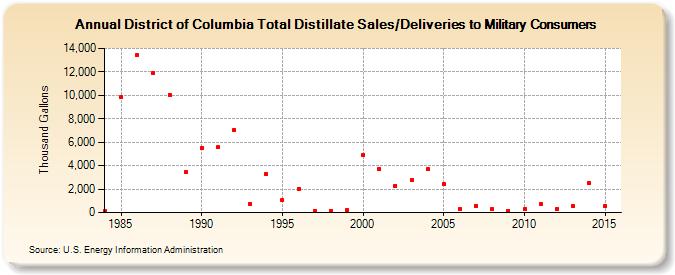 Annual District of Columbia Total Distillate Sales/Deliveries to Military Consumers
Thousand Gallons
14,000
12,000
10,000
8,000
6,000
4,000
2,000
0
1985 1990 1995 2000 2005 2010 2015
Source: U.S. Energy Information Administration